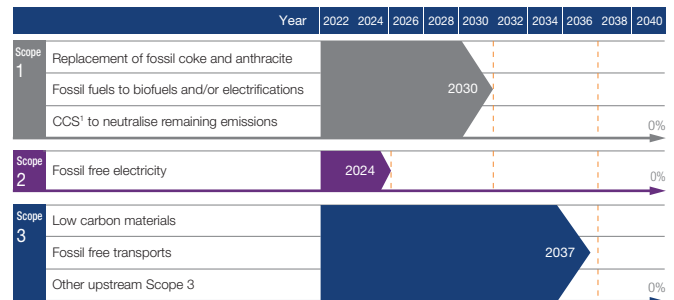 Year 2022 2024 2026 2028 2030 2032 2034 2036 2038 2040
Scope 1
Replacement of fossil coke and anthracite
Fossil fuels to biofuels and/or electrifications
2030
CCS¹ to neutralise remaining emissions
0%
Scope 2
Fossil free electricity
2024
0%
Scope 3
Low carbon materials
Fossil free transports
2037
Other upstream Scope 3
0%